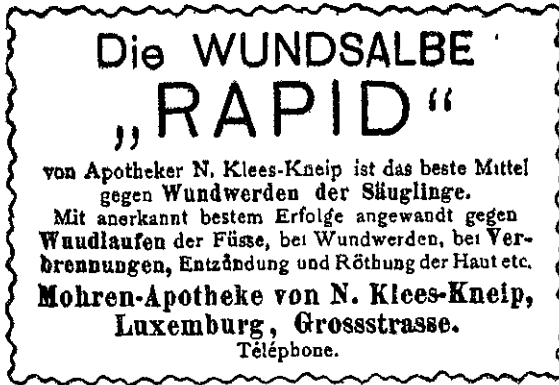 Die WUNDSALBE
„RAPID“
von Apotheker N. Klees-Kneip ist das beste Mittel
gegen Wundwerden der Säuglinge.
Mit anerkannt bestem Erfolge angewandt gegen
Wuudlaufen der Füsse, bei Wundwerden, bei Ver-
brennungen, Entzündung und Röthung der Haut etc.
Mohren-Apotheke von N. Klees-Kneip,
Luxemburg, Grossstrasse.
Téléphone.